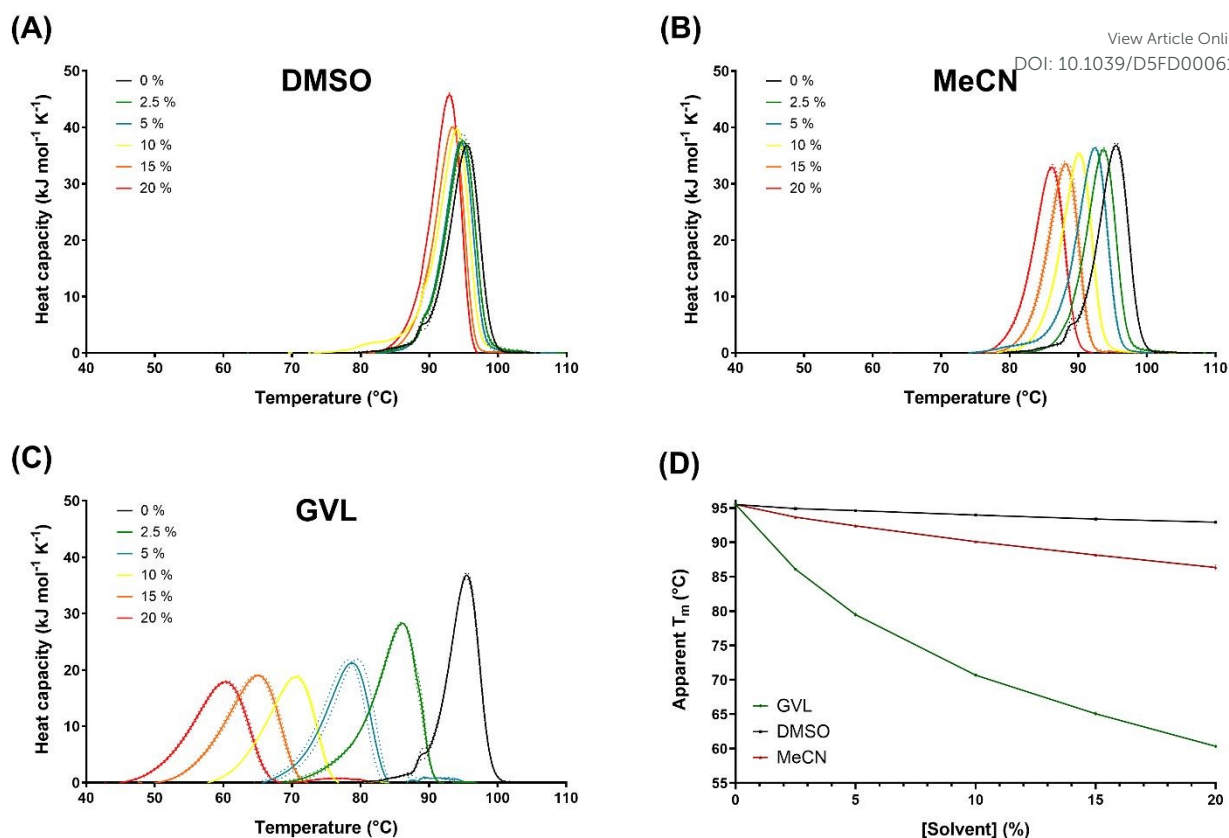 (A)
DMSO
0 %
2.5 %
5 %
10 %
15 %
20 %
50
40
30
20
10
0
Heat capacity (kJ mol⁻¹ K⁻¹)
40 50 60 70 80 90 100 110
Temperature (°C)
(B)
View Article Onli
DOI: 10.1039/D5FD0006
MeCN
0 %
2.5 %
5 %
10 %
15 %
20 %
50
40
30
20
10
0
Heat capacity (kJ mol⁻¹ K⁻¹)
40 50 60 70 80 90 100 110
Temperature (°C)
(C)
GVL
0 %
2.5 %
5 %
10 %
15 %
20 %
50
40
30
20
10
0
Heat capacity (kJ mol⁻¹ K⁻¹)
40 50 60 70 80 90 100 110
Temperature (°C)
(D)
95
90
85
80
75
70
65
60
55
Apparent Tₘ (°C)
GVL
DMSO
MeCN
0 5 10 15 20
[Solvent] (%)